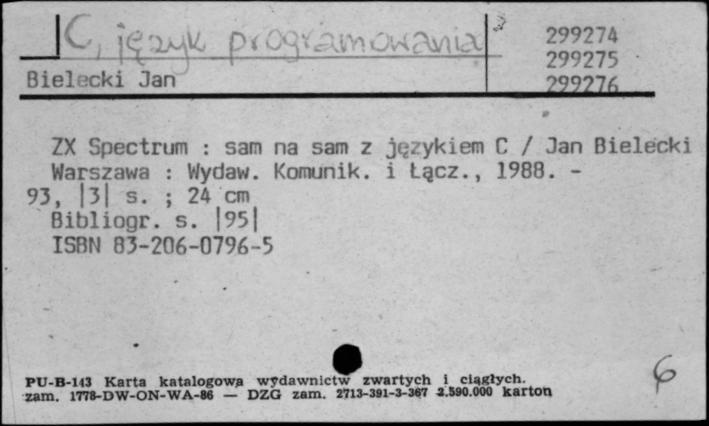 C, język programowania
299274
299275
Bielecki Jan
299276
ZX Spectrum : sam na sam z językiem C / Jan Bielecki
Warszawa : Wydaw. Komunik. i Łącz., 1988. -
93, |3| s. ; 24 cm
Bibliogr. s. |95|
ISBN 83-206-0796-5
6
PU-B-143 Karta katalogowa wydawnictw zwartych i ciągłych.
zam. 1778-DW-ON-WA-86 — DZG zam. 2713-391-3-367 2.590.000 karton